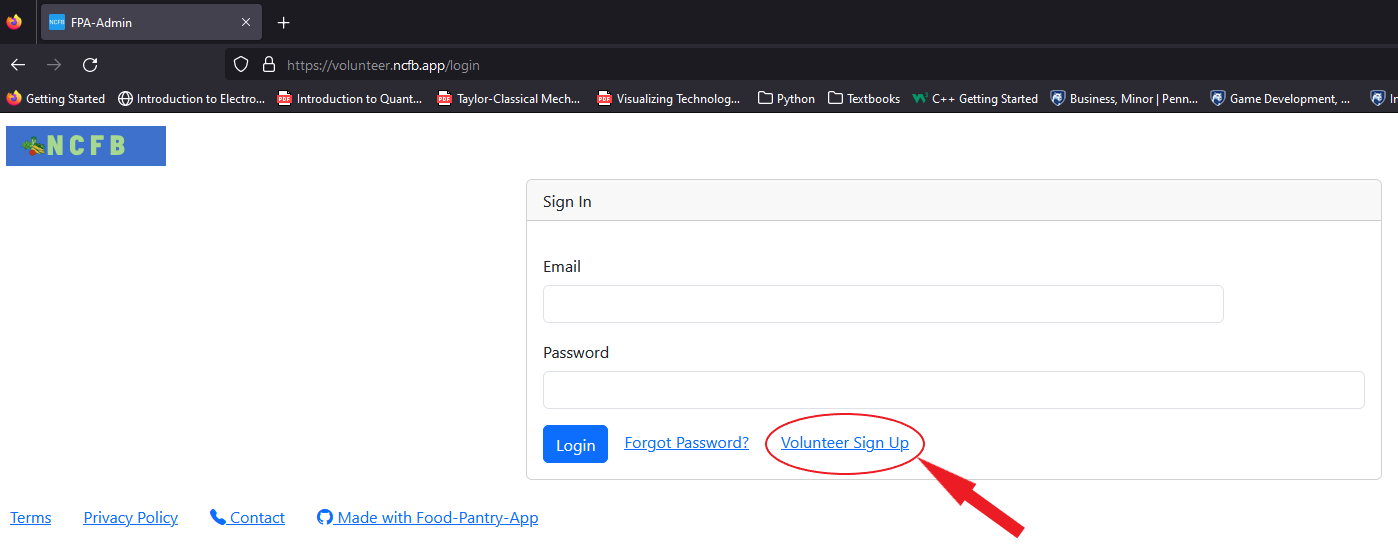 NCFB FPA-Admin
https://volunteer.ncfb.app/login
Getting Started Introduction to Electro... Introduction to Quant... Taylor-Classical Mech... Visualizing Technolog... Python Textbooks C++ Getting Started Business, Minor | Penn... Game Development, ... In
NCFB
Sign In
Email
Password
Login Forgot Password? Volunteer Sign Up
Terms Privacy Policy Contact Made with Food-Pantry-App